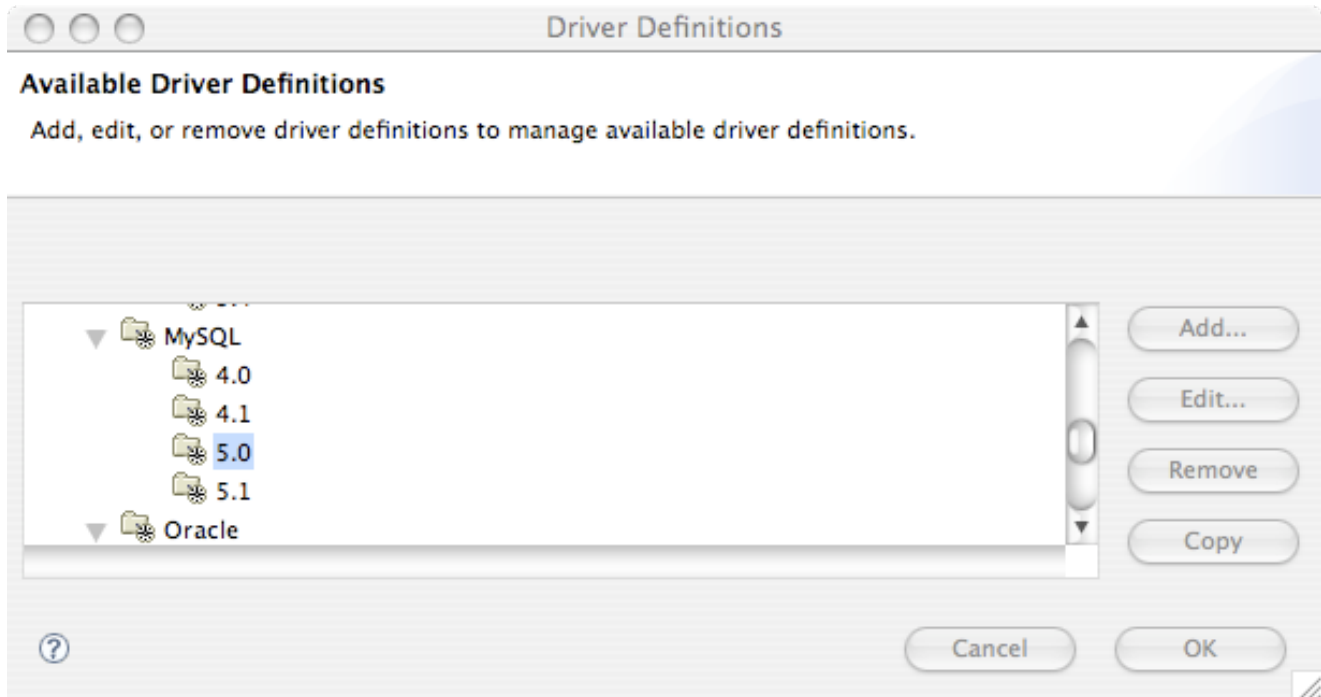 Driver Definitions
Available Driver Definitions
Add, edit, or remove driver definitions to manage available driver definitions.
MySQL
4.0
4.1
5.0
5.1
Oracle
Add...
Edit...
Remove
Copy
?
Cancel
OK